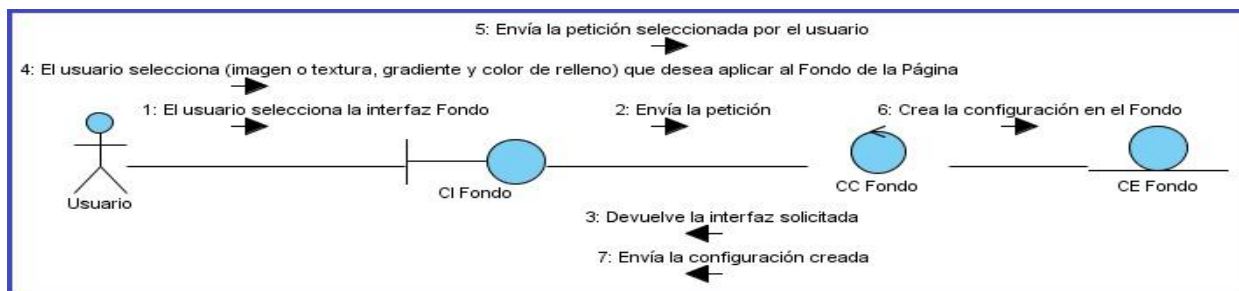 5: Envía la petición seleccionada por el usuario
4: El usuario selecciona (imagen o textura, gradiente y color de relleno) que desea aplicar al Fondo de la Página
1: El usuario selecciona la interfaz Fondo
2: Envía la petición
6: Crea la configuración en el Fondo
Usuario
CI Fondo
CC Fondo
CE Fondo
3: Devuelve la interfaz solicitada
7: Envía la configuración creada